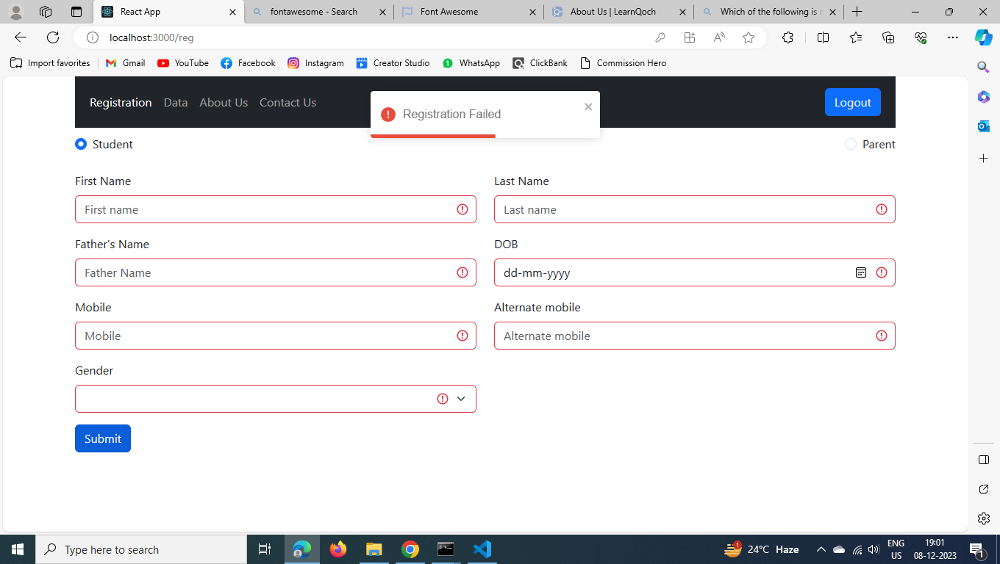 React App
fontawesome - Search
Font Awesome
About Us | LearnQoch
Which of the following is
localhost:3000/reg
Import favorites
Gmail
YouTube
Facebook
Instagram
Creator Studio
1
WhatsApp
ClickBank
Commission Hero
Registration
Data
About Us
Contact Us
Registration Failed
Logout
Student
Parent
First Name
Last Name
First name
Last name
Father's Name
DOB
Father Name
dd-mm-yyyy
Mobile
Alternate mobile
Mobile
Alternate mobile
Gender
Submit
Type here to search
1
24°C Haze
ENG
US
19:01
08-12-2023
1